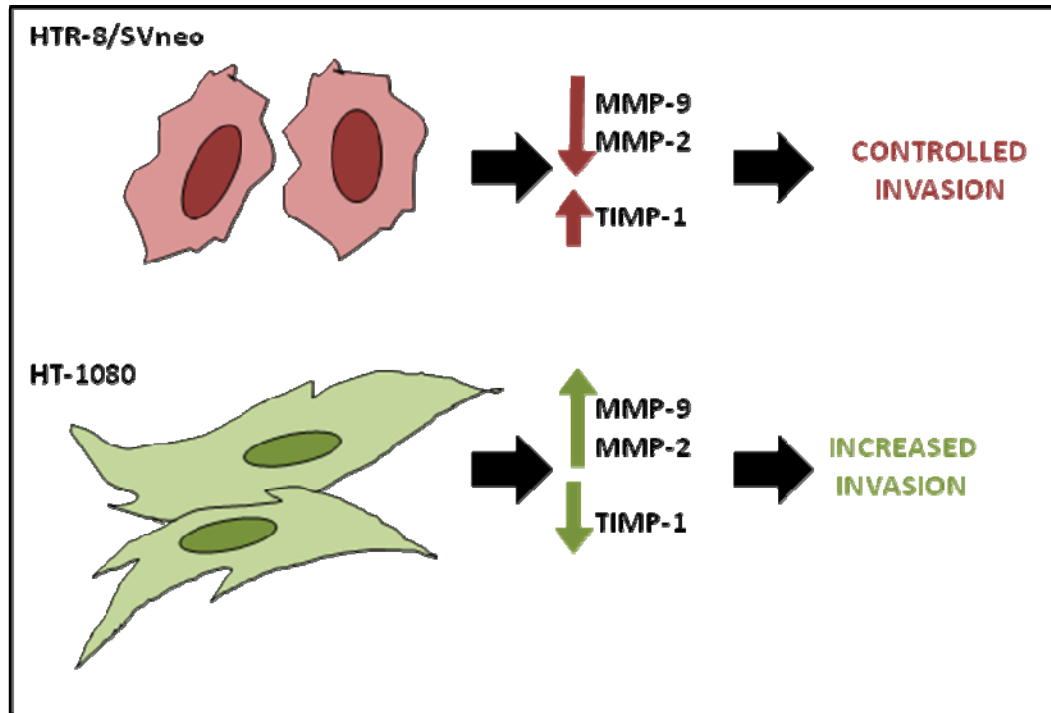 HTR-8/SVneo
MMP-9
MMP-2
TIMP-1
CONTROLLED
INVASION
HT-1080
MMP-9
MMP-2
TIMP-1
INCREASED
INVASION